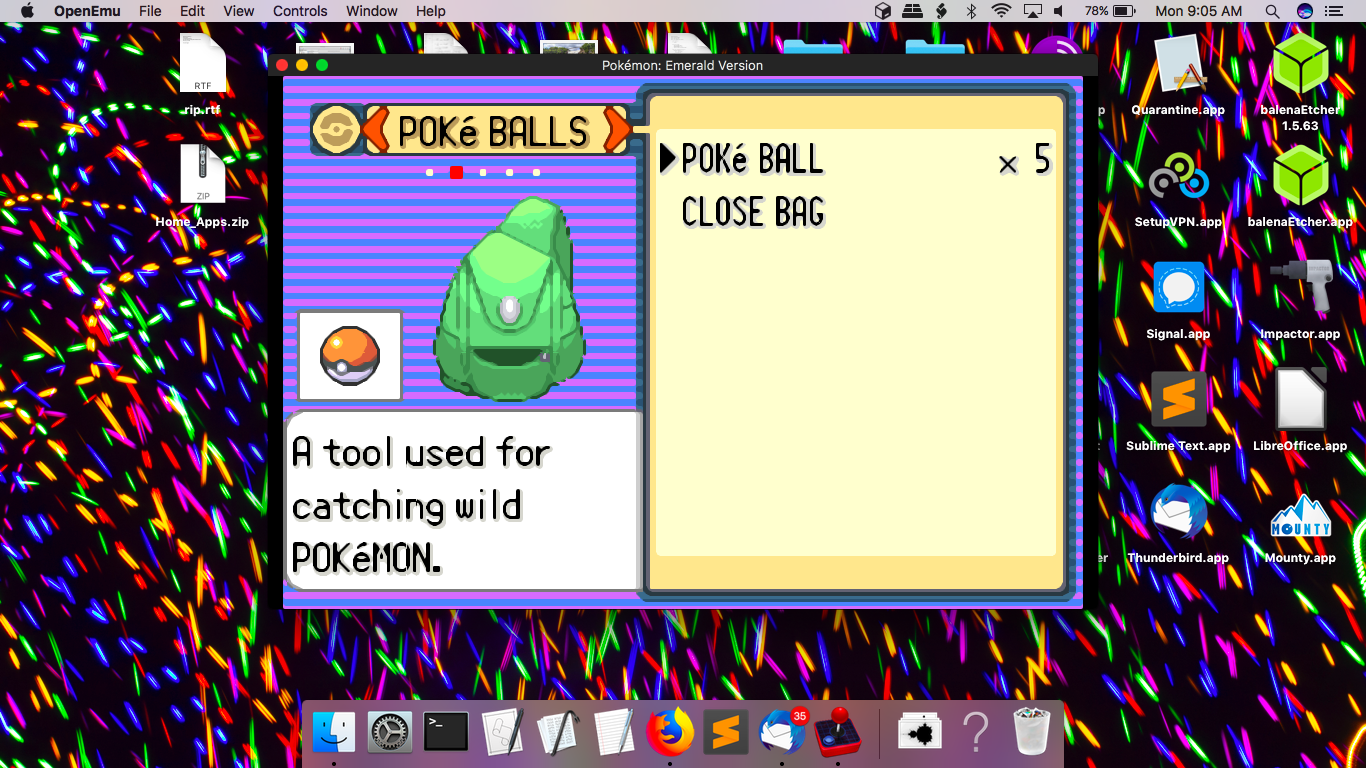 OpenEmu File Edit View Controls Window Help 78% Mon 9:05 AM
Pokémon: Emerald Version
RTF
rip.rtf
ZIP
Home_Apps.zip
POKé BALLS
POKé BALL × 5
CLOSE BAG
A tool used for
catching wild
POKéMON.
Quarantine.app
balenaEtcher
1.5.63
SetupVPN.app
balenaEtcher.app
Signal.app
Impactor.app
Sublime Text.app
LibreOffice.app
Thunderbird.app
MOUNTY
Mounty.app
>_
35
?